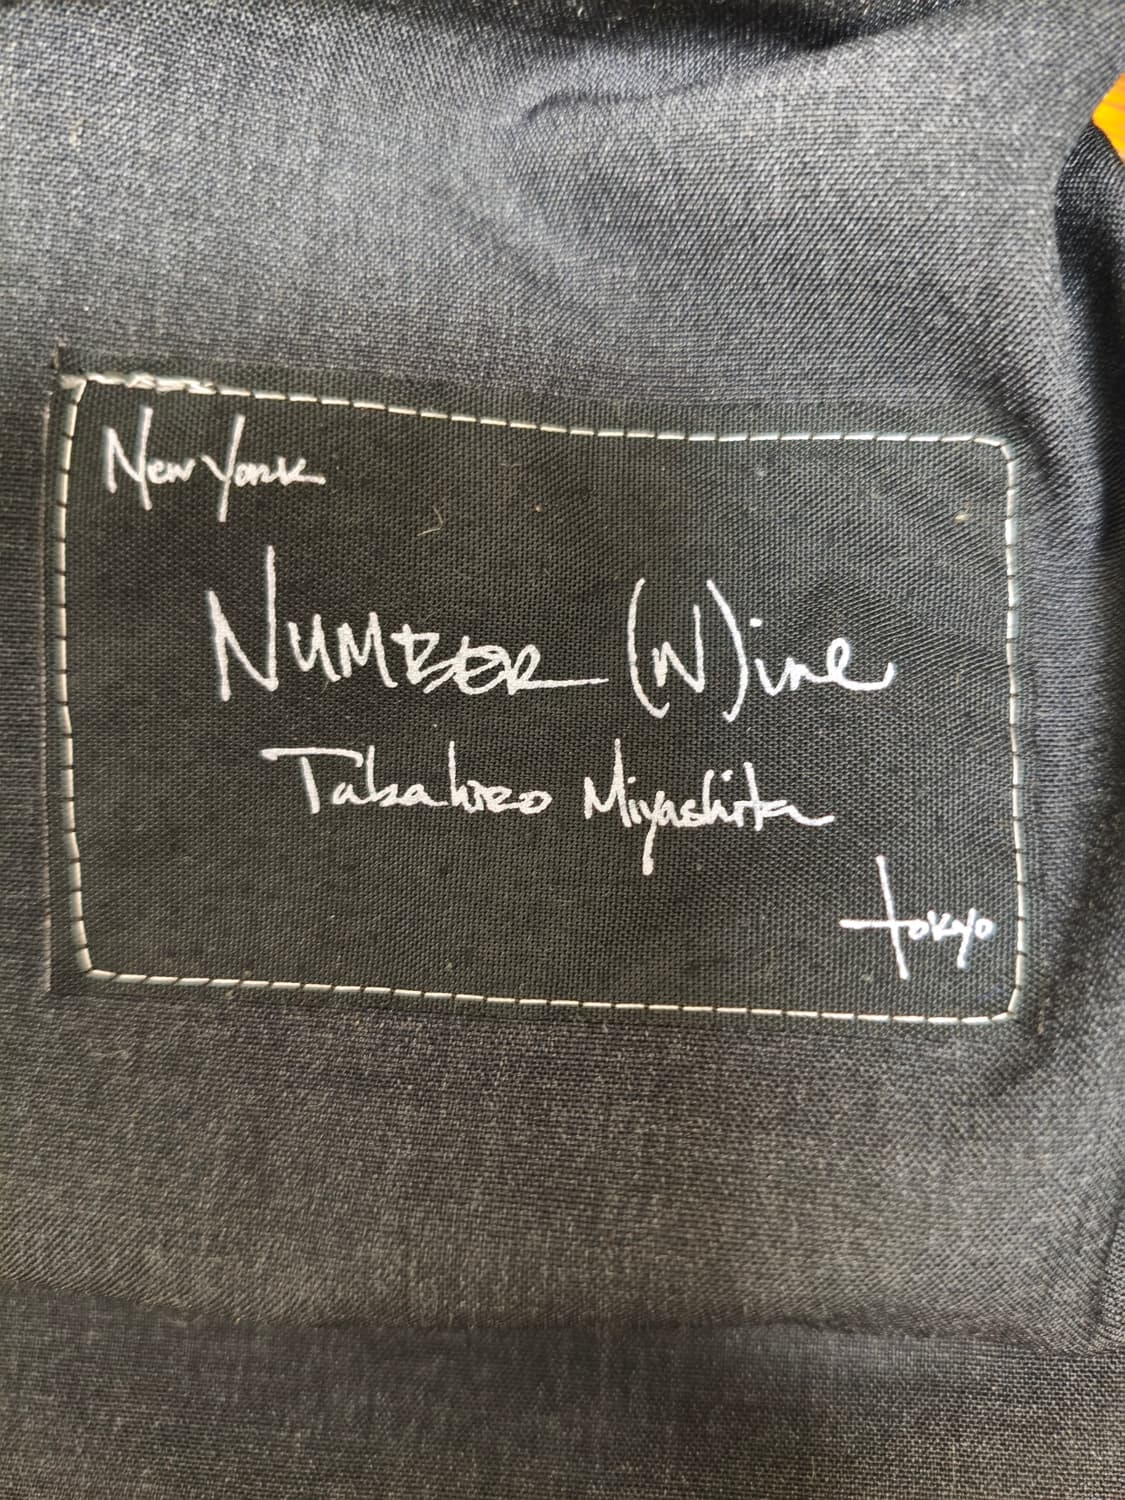 New York
NUMBER (N)ine
Takahiro Miyashita
tokyo